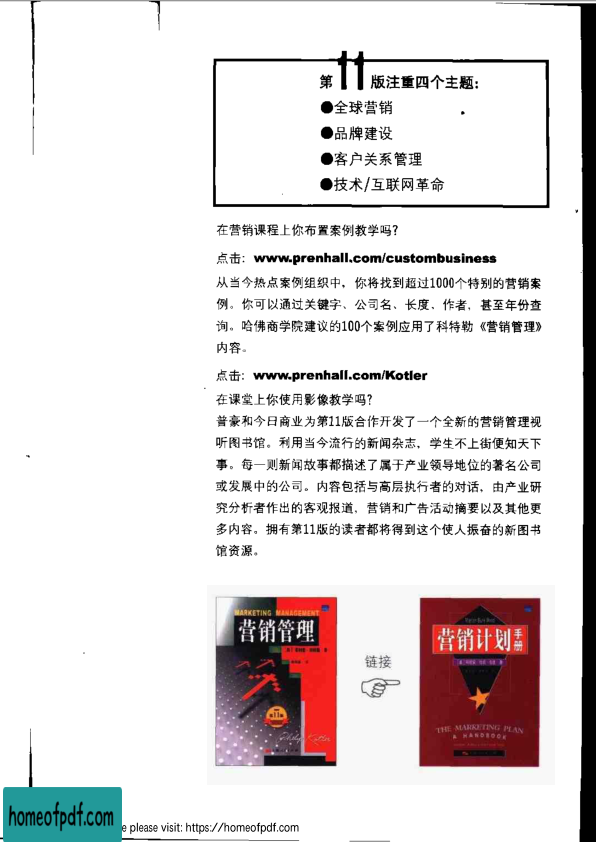 第11版注重四个主题:
●全球营销
●品牌建设
●客户关系管理
●技术/互联网革命
在营销课程上你布置案例教学吗?
点击: www.prenhall.com/custombusiness
从当今热点案例组织中, 你将找到超过1000个特别的营销案
例。你可以通过关键字、公司名、长度、作者, 甚至年份查
询。哈佛商学院建议的100个案例应用了科特勒《营销管理》
内容。
点击: www.prenhall.com/Kotler
在课堂上你使用影像教学吗?
普豪和今日商业为第11版合作开发了一个全新的营销管理视
听图书馆。利用当今流行的新闻杂志, 学生不上街便知天下
事。每一则新闻故事都描述了属于产业领导地位的著名公司
或发展中的公司。内容包括与高层执行者的对话, 由产业研
究分析者作出的客观报道, 营销和广告活动摘要以及其他更
多内容。拥有第11版的读者都将得到这个使人振奋的新图书
馆资源。
MARKETING MANAGEMENT
营销管理
第11版
Philip Kotler
链接
营销计划手册
THE MARKETING PLAN
A HANDBOOK
homeofpdf.com
e please visit: https://homeofpdf.com